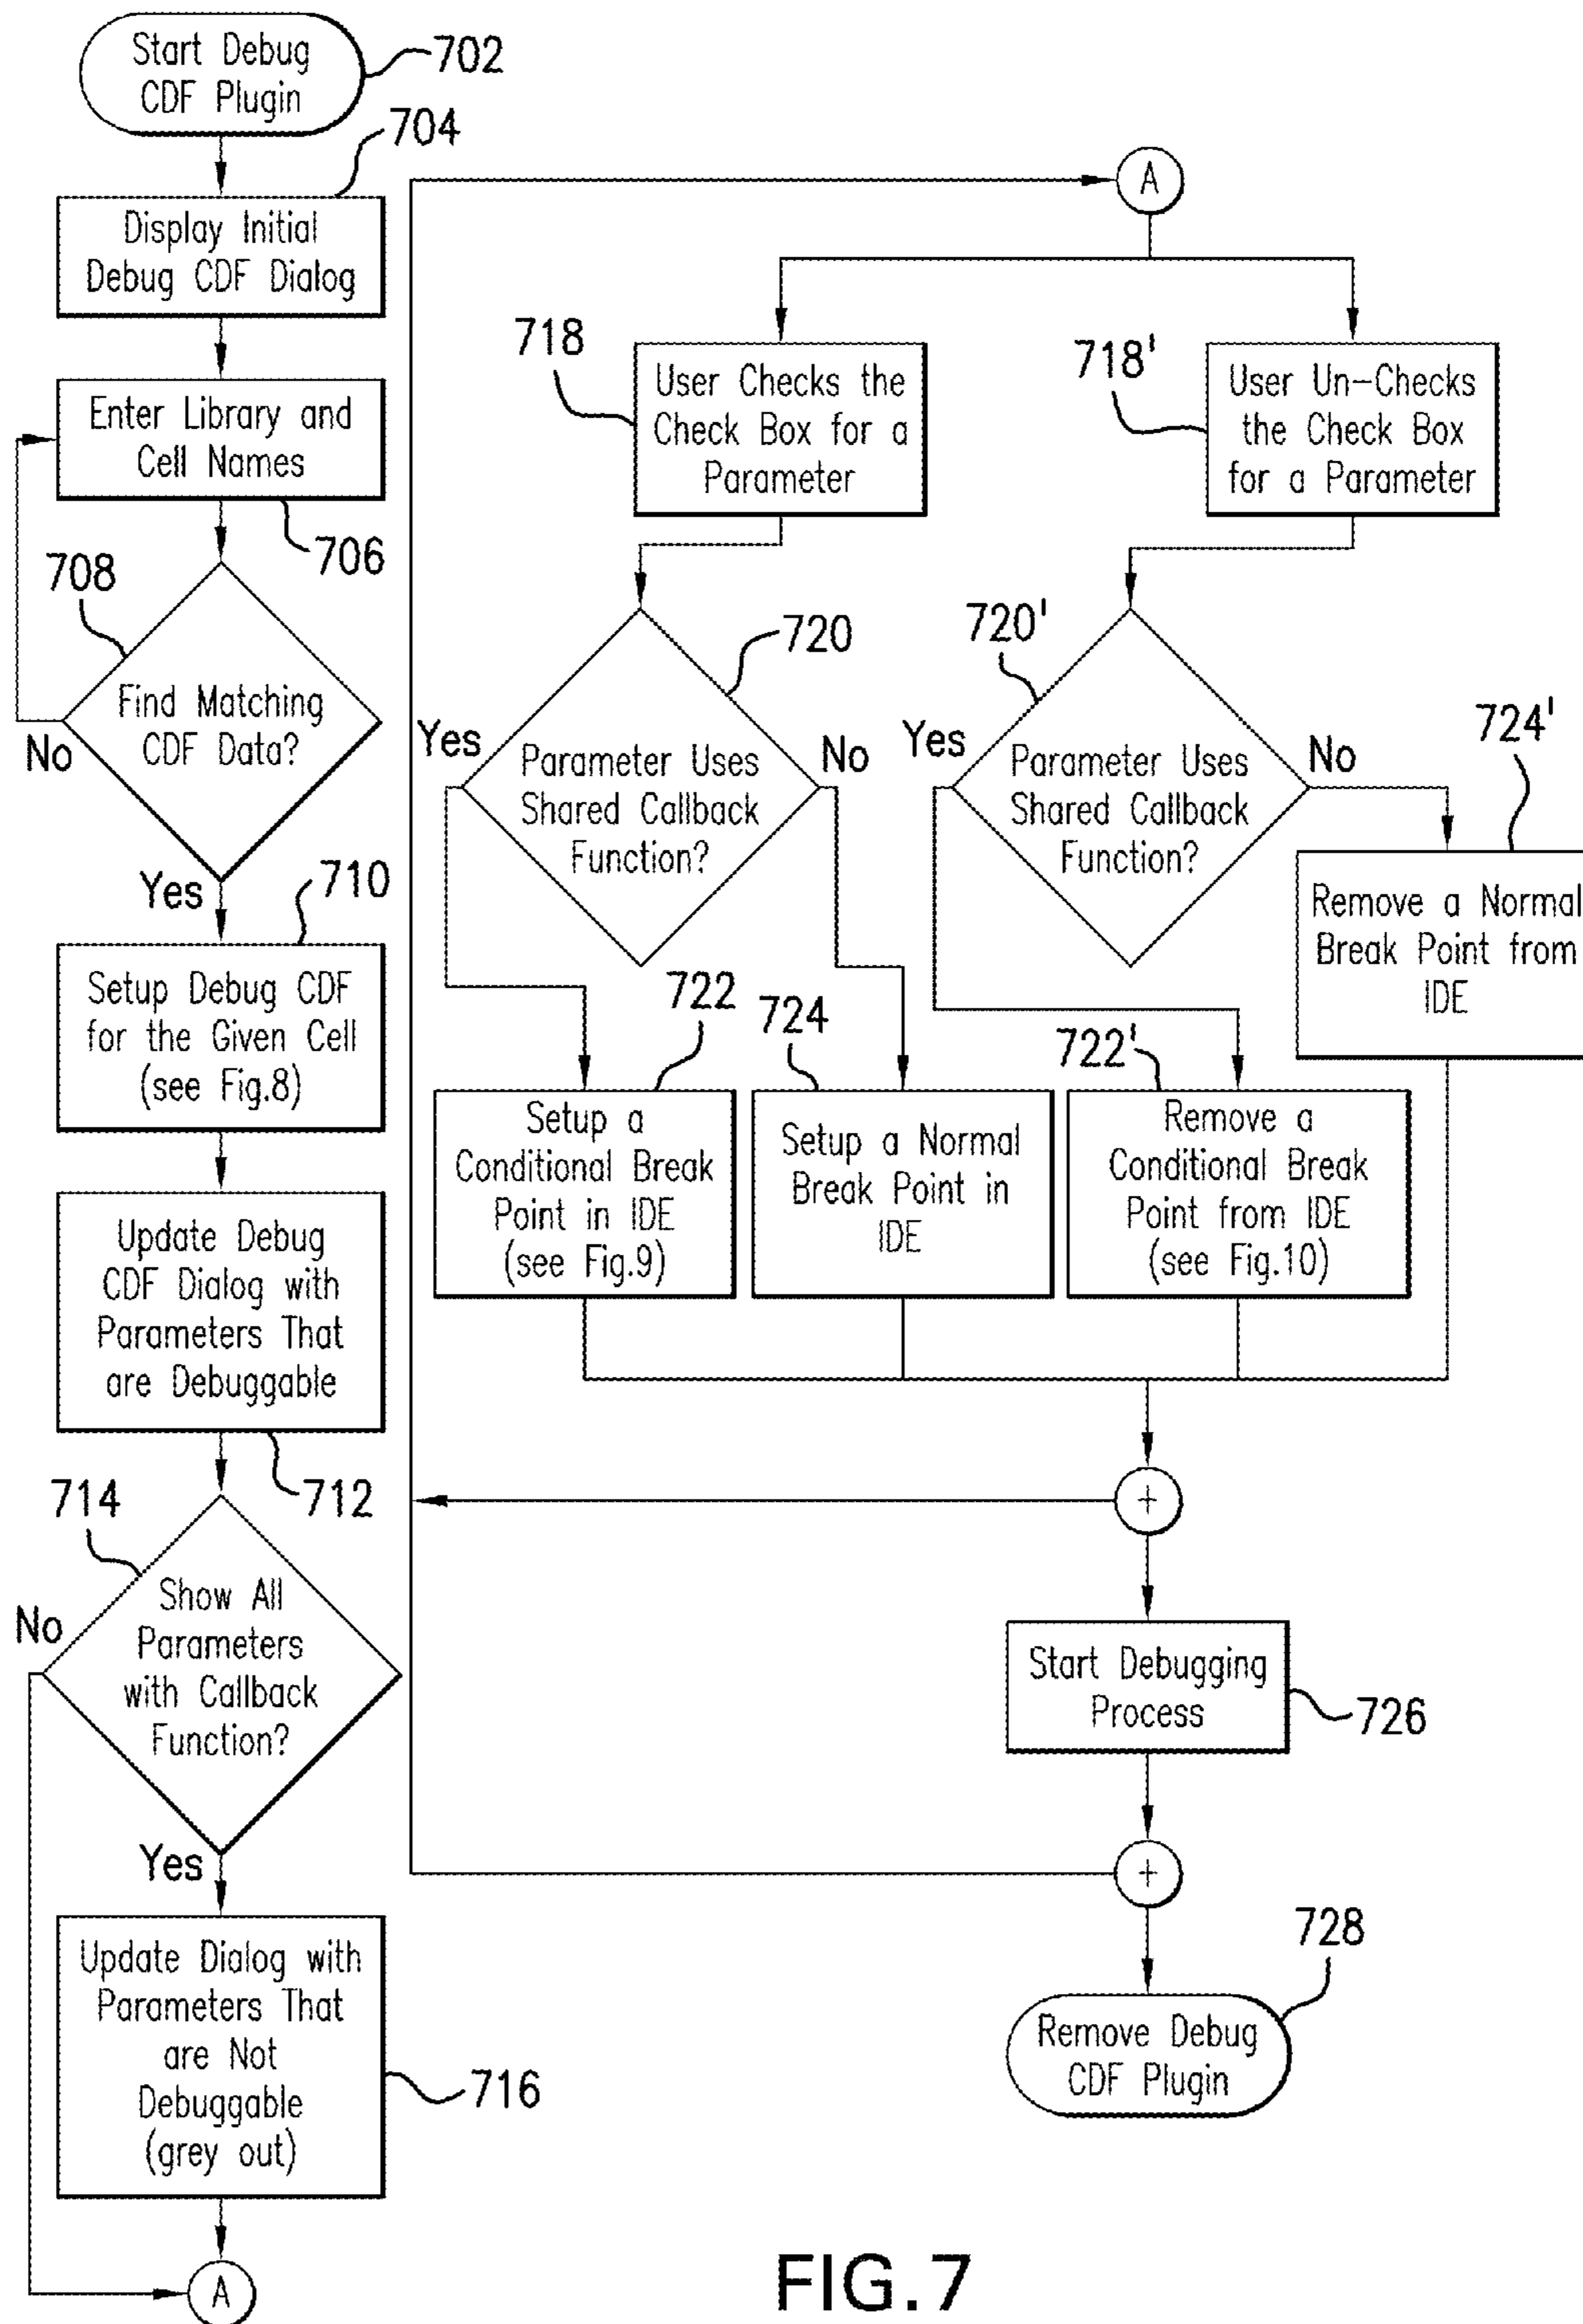 Start Debug
CDF Plugin
702
704
Display Initial
Debug CDF Dialog
Enter Library and
Cell Names
706
708
Find Matching
CDF Data?
No
Yes
710
Setup Debug CDF
for the Given Cell
(see Fig.8)
Update Debug
CDF Dialog with
Parameters That
are Debuggable
712
714
Show All
Parameters
with Callback
Function?
No
Yes
Update Dialog with
Parameters That
are Not
Debuggable
(grey out)
716
A
A
718
User Checks the
Check Box for a
Parameter
718'
User Un-Checks
the Check Box
for a Parameter
720
Yes
Parameter Uses
Shared Callback
Function?
No
720'
Yes
Parameter Uses
Shared Callback
Function?
No
724'
Remove a Normal
Break Point from
IDE
722
Setup a
Conditional Break
Point in IDE
(see Fig.9)
724
Setup a Normal
Break Point in
IDE
722'
Remove a
Conditional Break
Point from IDE
(see Fig.10)
+
Start Debugging
Process
726
+
728
Remove Debug
CDF Plugin
FIG.7